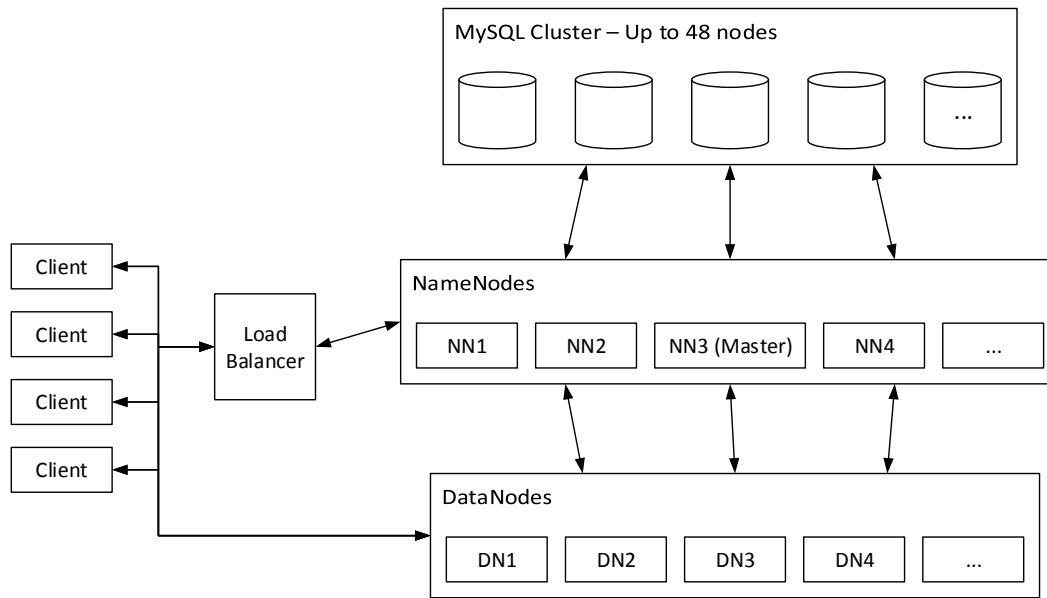 MySQL Cluster – Up to 48 nodes
...
Client
Client
Client
Client
Load
Balancer
NameNodes
NN1
NN2
NN3 (Master)
NN4
...
DataNodes
DN1
DN2
DN3
DN4
...